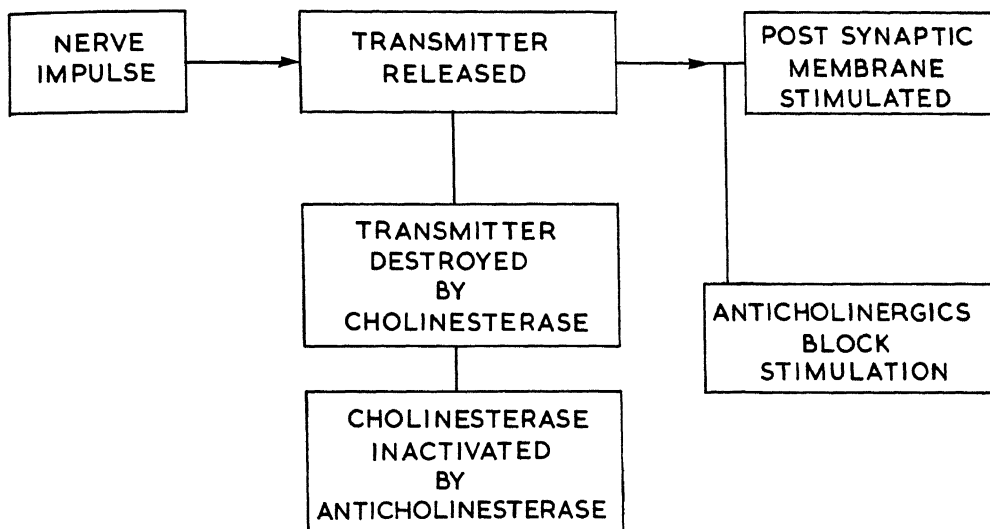 NERVE
IMPULSE
TRANSMITTER
RELEASED
POST SYNAPTIC
MEMBRANE
STIMULATED
TRANSMITTER
DESTROYED
BY
CHOLINESTERASE
ANTICHOLINERGICS
BLOCK
STIMULATION
CHOLINESTERASE
INACTIVATED
BY
ANTICHOLINESTERASE